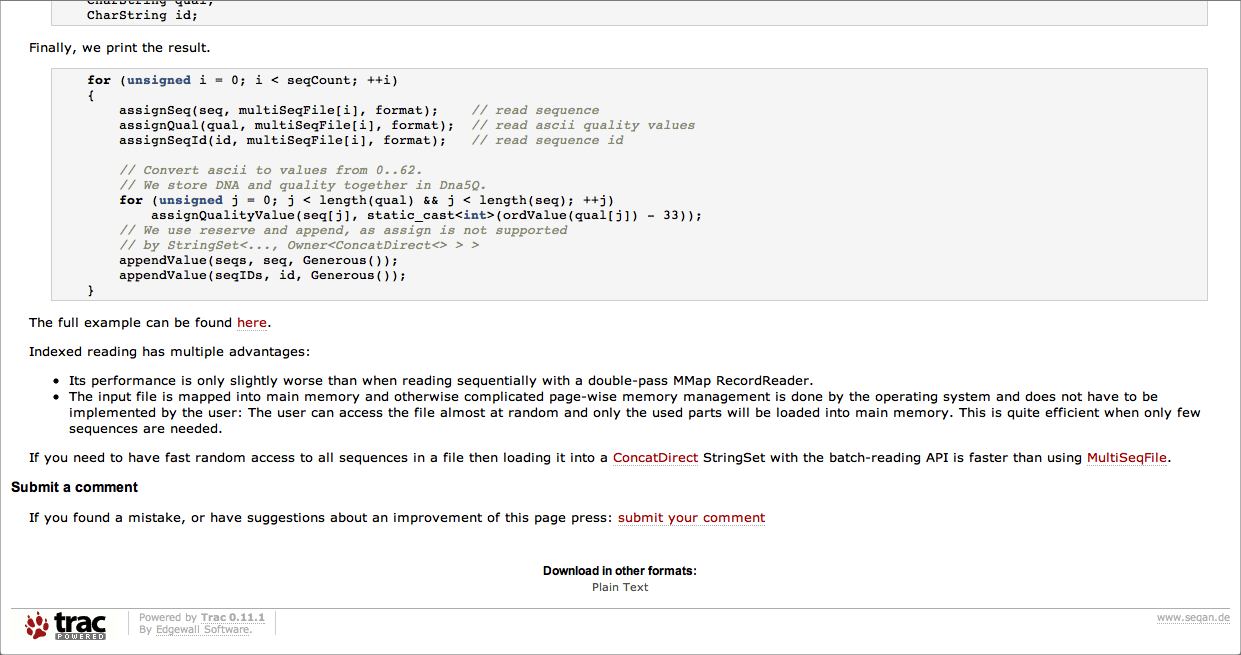 CharString qual;
CharString id;
Finally, we print the result.
for (unsigned i = 0; i < seqCount; ++i)
{
assignSeq(seq, multiSeqFile[i], format);    // read sequence
assignQual(qual, multiSeqFile[i], format);  // read ascii quality values
assignSeqId(id, multiSeqFile[i], format);   // read sequence id
// Convert ascii to values from 0..62.
// We store DNA and quality together in Dna5Q.
for (unsigned j = 0; j < length(qual) && j < length(seq); ++j)
assignQualityValue(seq[j], static_cast<int>(ordValue(qual[j]) - 33));
// We use reserve and append, as assign is not supported
// by StringSet<..., Owner<ConcatDirect<> > >
appendValue(seqs, seq, Generous());
appendValue(seqIDs, id, Generous());
}
The full example can be found here.
Indexed reading has multiple advantages:
• Its performance is only slightly worse than when reading sequentially with a double-pass MMap RecordReader.
• The input file is mapped into main memory and otherwise complicated page-wise memory management is done by the operating system and does not have to be
implemented by the user: The user can access the file almost at random and only the used parts will be loaded into main memory. This is quite efficient when only few
sequences are needed.
If you need to have fast random access to all sequences in a file then loading it into a ConcatDirect StringSet with the batch-reading API is faster than using MultiSeqFile.
Submit a comment
If you found a mistake, or have suggestions about an improvement of this page press: submit your comment
Download in other formats:
Plain Text
trac
POWERED
Powered by Trac 0.11.1
By Edgewall Software.
www.seqan.de